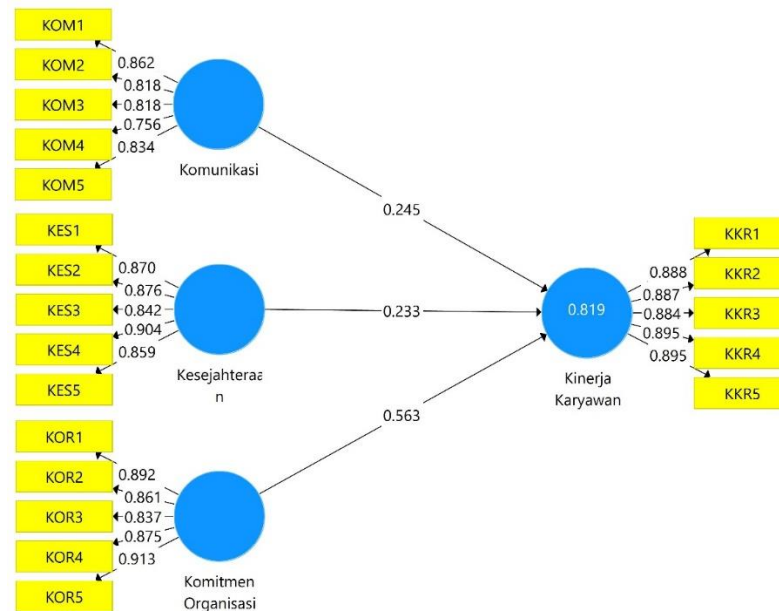 KOM1
KOM2
KOM3
KOM4
KOM5
0.862
0.818
0.818
0.756
0.834
Komunikasi
0.245
KES1
KES2
KES3
KES4
KES5
0.870
0.876
0.842
0.904
0.859
Kesejahteraa
n
0.233
KOR1
KOR2
KOR3
KOR4
KOR5
0.892
0.861
0.837
0.875
0.913
Komitmen
Organisasi
0.563
0.819
Kinerja
Karyawan
0.888
0.887
0.884
0.895
0.895
KKR1
KKR2
KKR3
KKR4
KKR5